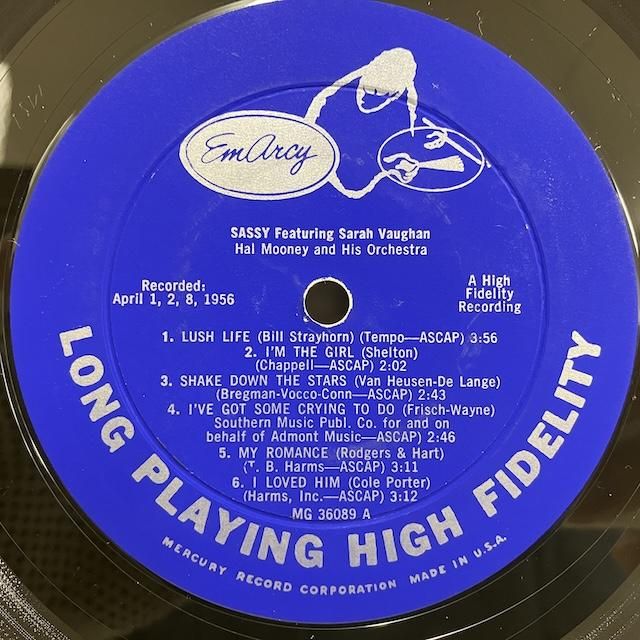 EmArcy
SASSY Featuring Sarah Vaughan
Hal Mooney and His Orchestra
Recorded:
April 1, 2, 8, 1956
A High
Fidelity
Recording
1. LUSH LIFE (Bill Strayhorn) (Tempo—ASCAP) 3:56
2. I'M THE GIRL (Shelton)
(Chappell—ASCAP) 2:02
3. SHAKE DOWN THE STARS (Van Heusen-De Lange)
(Bregman-Vocco-Conn—ASCAP) 2:43
4. I'VE GOT SOME CRYING TO DO (Frisch-Wayne)
Southern Music Publ. Co. for and on
behalf of Admont Music—ASCAP) 2:46
5. MY ROMANCE (Rodgers & Hart)
(T. B. Harms—ASCAP) 3:11
6. I LOVED HIM (Cole Porter)
(Harms, Inc.—ASCAP) 3:12
MG 36089 A
LONG PLAYING HIGH FIDELITY
MERCURY RECORD CORPORATION MADE IN U.S.A.